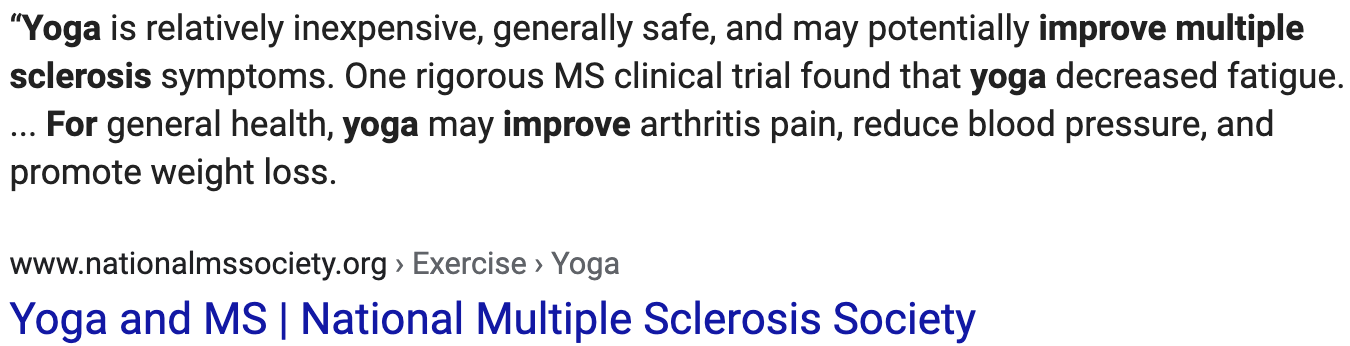 “Yoga is relatively inexpensive, generally safe, and may potentially improve multiple
sclerosis symptoms. One rigorous MS clinical trial found that yoga decreased fatigue.
... For general health, yoga may improve arthritis pain, reduce blood pressure, and
promote weight loss.
www.nationalmssociety.org › Exercise › Yoga
Yoga and MS | National Multiple Sclerosis Society